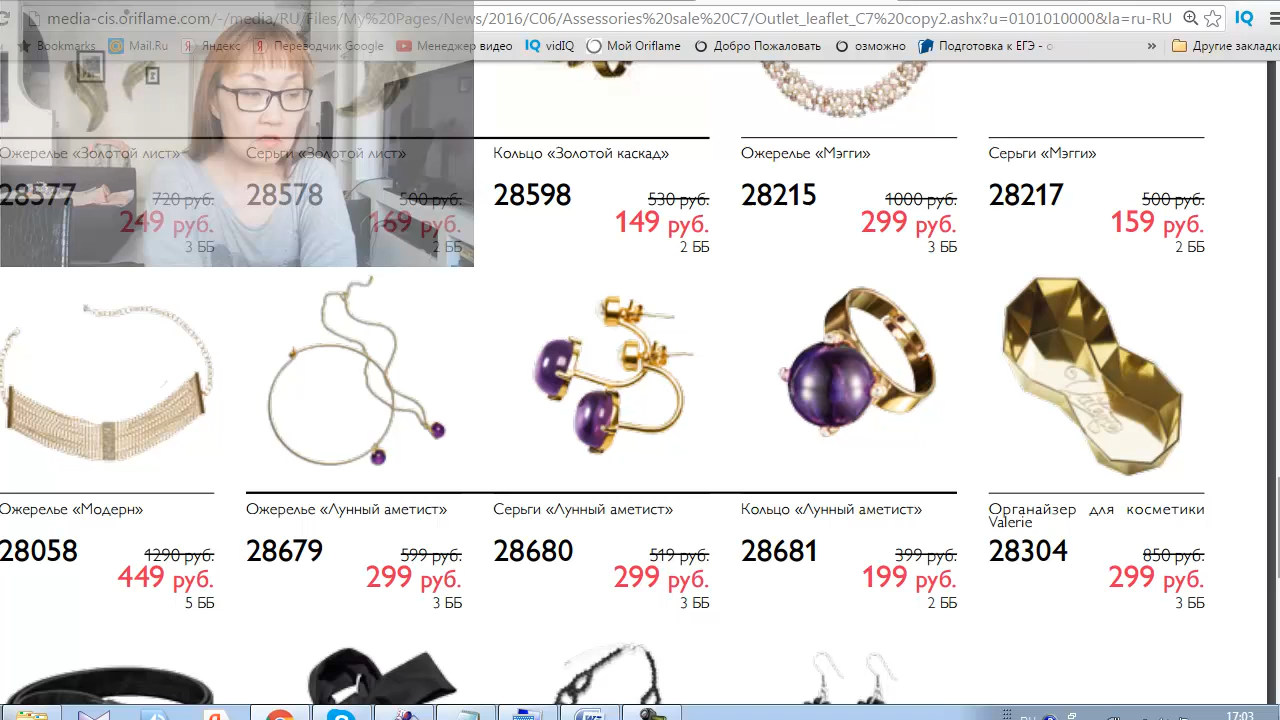 media-cis.oriflame.com/-/media/RU/Files/My%20Pages/News/2016/C06/Assessories%20sale%20C7/Outlet_leaflet_C7%20copy2.ashx?u=0101010000&la=ru-RU
Bookmarks Mail.Ru Яндекс Переводчик Google Менеджер видео vidIQ Мой Oriflame Добро Пожаловать озможно Подготовка к ЕГЭ - о » Другие заклад
Ожерелье «Золотой лист» Серьги «Золотой лист» Кольцо «Золотой каскад» Ожерелье «Мэгги» Серьги «Мэгги»
28577 720 руб. 28578 500 руб. 28598 530 руб. 28215 1000 руб. 28217 500 руб.
249 руб. 169 руб. 149 руб. 299 руб. 159 руб.
3 ББ 2 ББ 2 ББ 3 ББ 2 ББ
Valerie
Ожерелье «Модерн» Ожерелье «Лунный аметист» Серьги «Лунный аметист» Кольцо «Лунный аметист» Органайзер для косметики
Valerie
28058 1290 руб. 28679 599 руб. 28680 519 руб. 28681 399 руб. 28304 850 руб.
449 руб. 299 руб. 299 руб. 199 руб. 299 руб.
5 ББ 3 ББ 3 ББ 2 ББ 3 ББ
RU 17:03